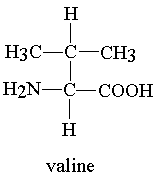 H
H3C—C—CH3
H2N—C—COOH
H
valine